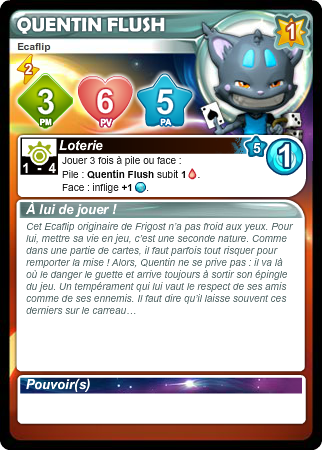 QUENTIN FLUSH
1
Ecaflip
2
3
PM
6
PV
5
PA
Loterie
5
1
1 - 4
Jouer 3 fois à pile ou face :
Pile : Quentin Flush subit 1.
Face : inflige +1.
À lui de jouer !
Cet Ecaflip originaire de Frigost n'a pas froid aux yeux. Pour
lui, mettre sa vie en jeu, c'est une seconde nature. Comme
dans une partie de cartes, il faut parfois tout risquer pour
remporter la mise ! Alors, Quentin ne se prive pas : il va là
où le danger le guette et arrive toujours à sortir son épingle
du jeu. Un tempérament qui lui vaut le respect de ses amis
comme de ses ennemis. Il faut dire qu'il laisse souvent ces
derniers sur le carreau…
Pouvoir(s)